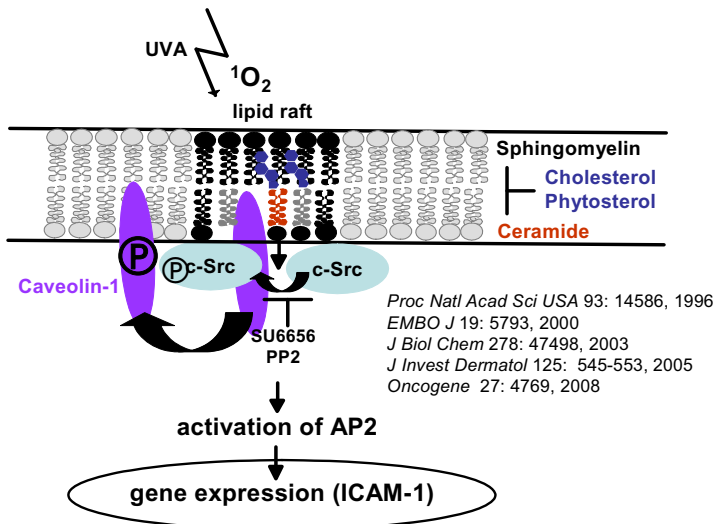 UVA
¹O₂
lipid raft
Sphingomyelin
Cholesterol
Phytosterol
Ceramide
P
P c-Src
c-Src
Caveolin-1
SU6656
PP2
Proc Natl Acad Sci USA 93: 14586, 1996
EMBO J 19: 5793, 2000
J Biol Chem 278: 47498, 2003
J Invest Dermatol 125: 545-553, 2005
Oncogene 27: 4769, 2008
activation of AP2
gene expression (ICAM-1)